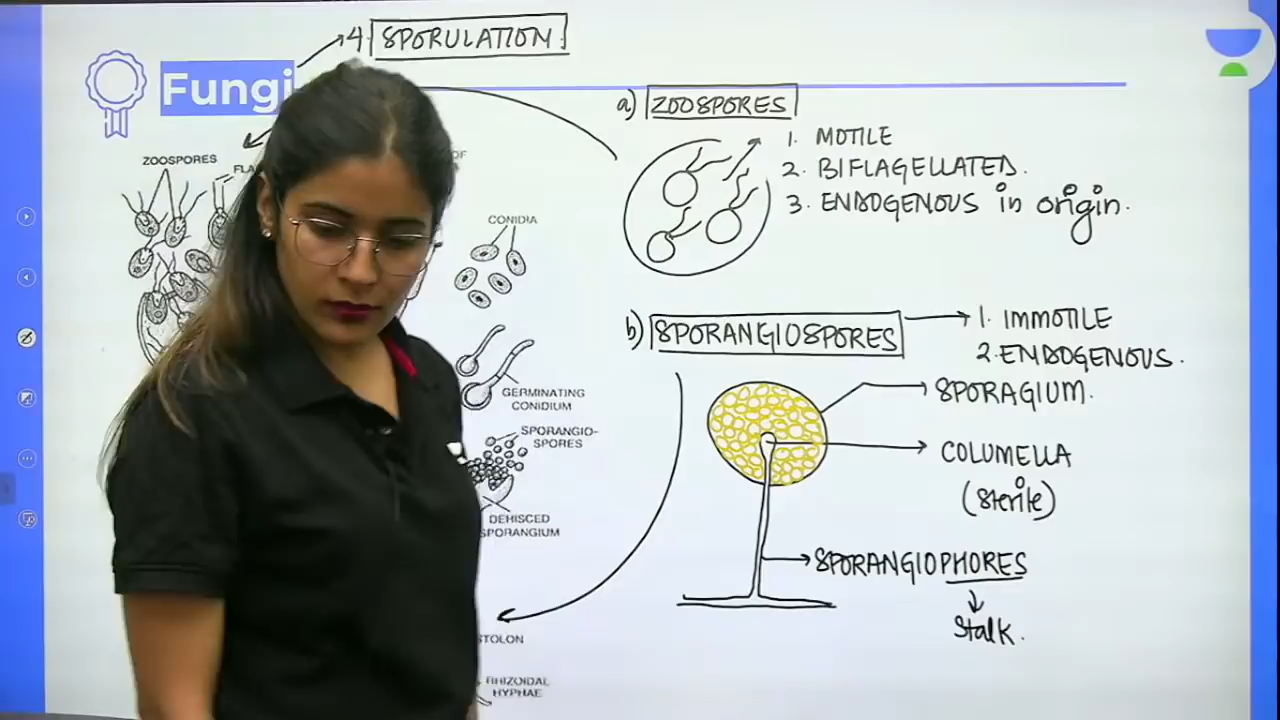 4. SPORULATION
Fungi
ZOOSPORES
CONIDIA
GERMINATING
CONIDIUM
SPORANGIO-
SPORES
DEHISCED
SPORANGIUM
STOLON
RHIZOIDAL
HYPHAE
a) ZOOSPORES
1. MOTILE
2. BIFLAGELLATED.
3. ENDOGENOUS in origin.
b) SPORANGIOSPORES
1. IMMOTILE
2. ENDOGENOUS.
SPORAGIUM.
COLUMELLA
(Sterile)
SPORANGIOPHORES
Stalk.